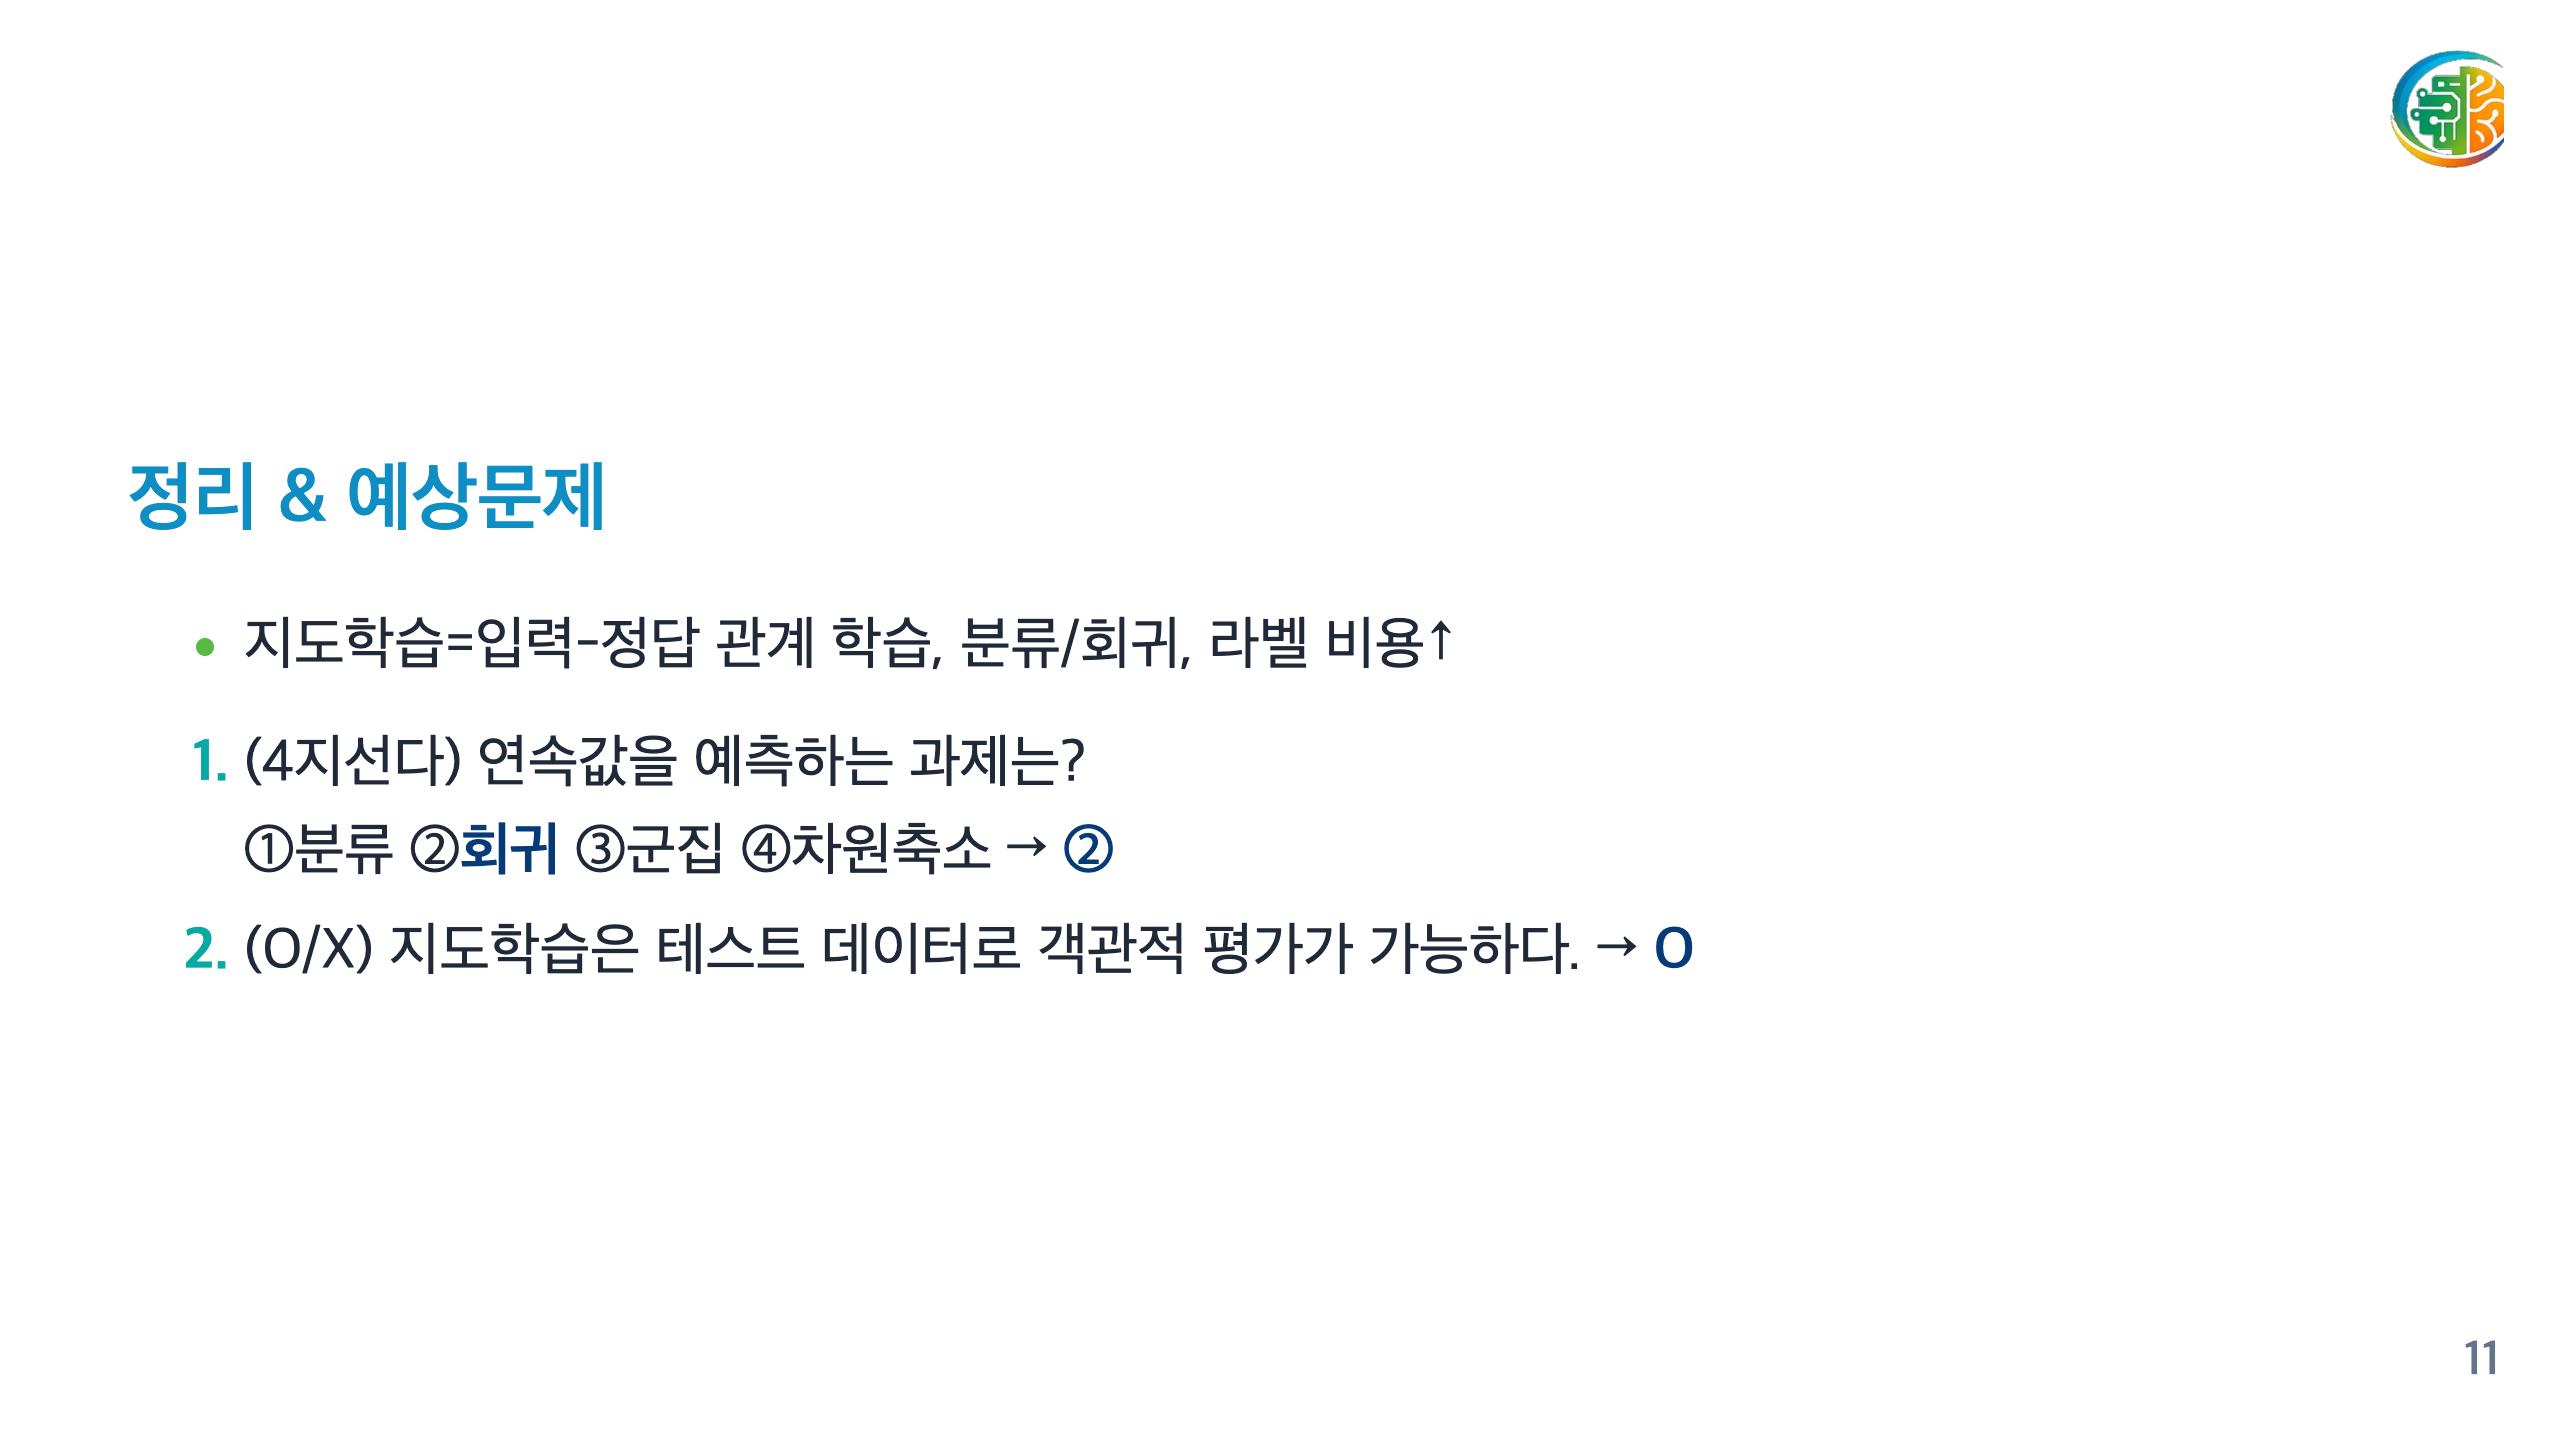 정리 & 예상문제
• 지도학습=입력-정답 관계 학습, 분류/회귀, 라벨 비용↑
1. (4지선다) 연속값을 예측하는 과제는?
①분류 ②회귀 ③군집 ④차원축소 → ②
2. (O/X) 지도학습은 테스트 데이터로 객관적 평가가 가능하다. → O
11